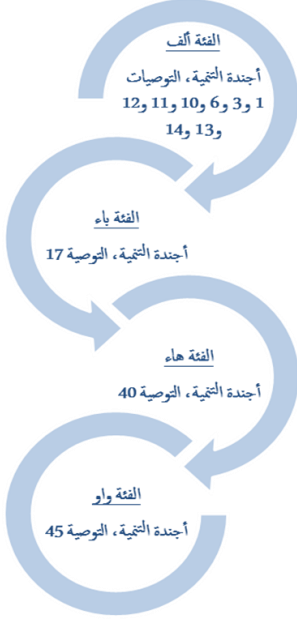 الفئة ألف
أجندة التنمية، التوصيات
1 و3 و6 و10 و11 و12
و13 و14
الفئة باء
أجندة التنمية، التوصية 17
الفئة هاء
أجندة التنمية، التوصية 40
الفئة واو
أجندة التنمية، التوصية 45